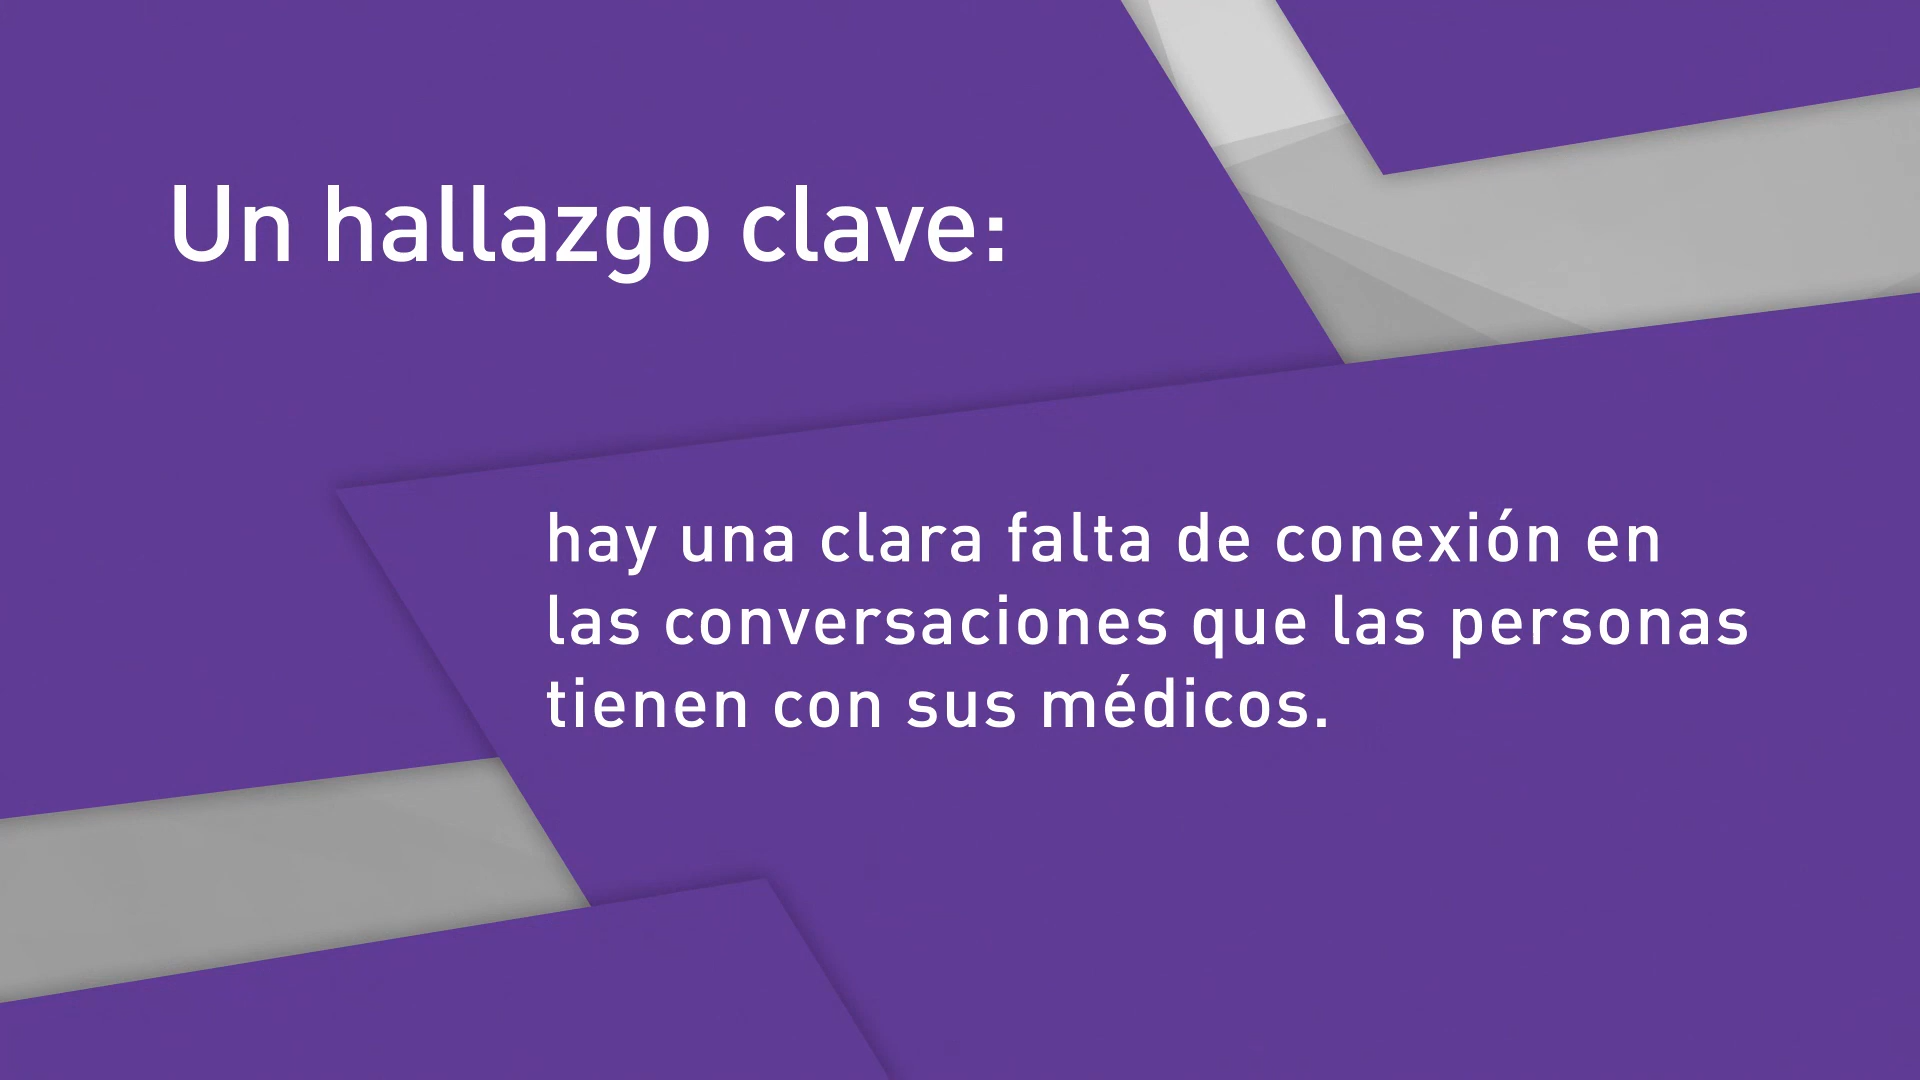 Un hallazgo clave:
hay una clara falta de conexión en
las conversaciones que las personas
tienen con sus médicos.